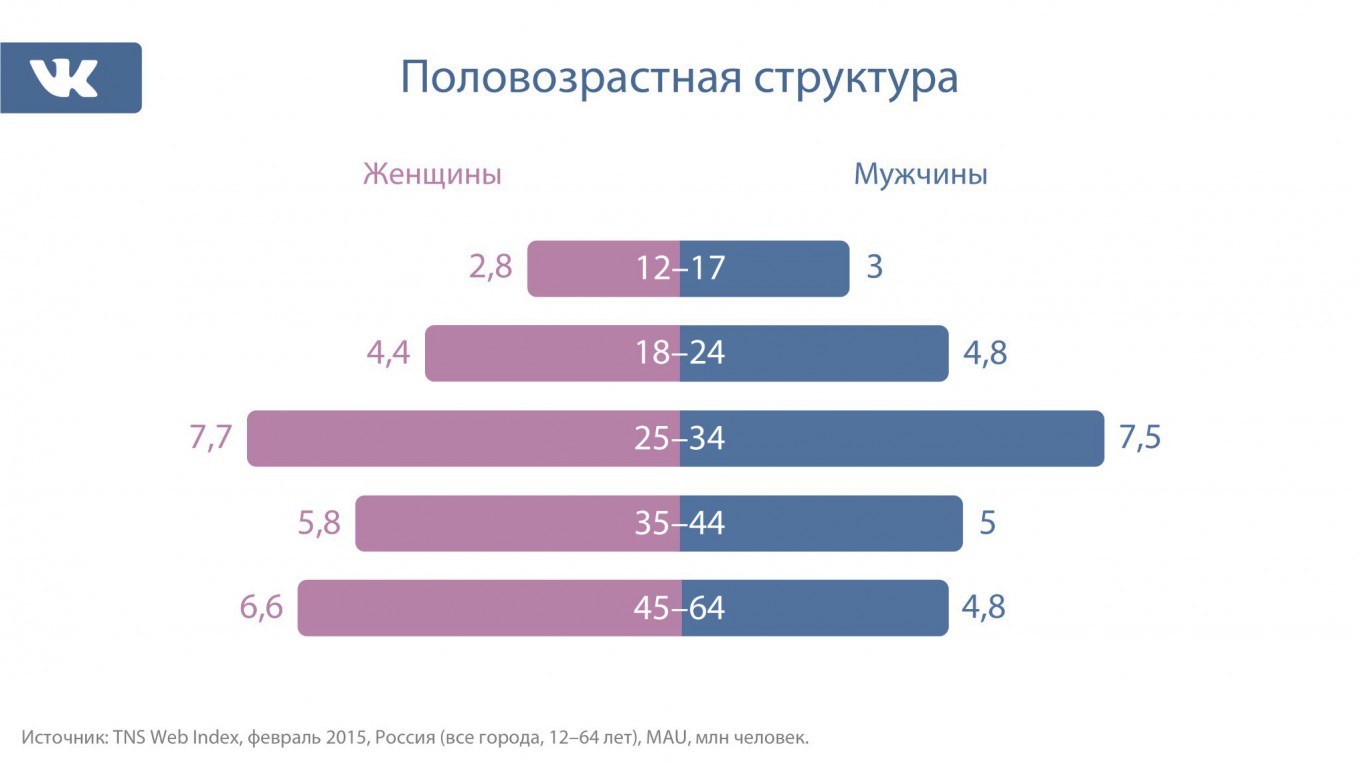 VK
Половозрастная структура
Женщины
Мужчины
2,8 12–17 3
4,4 18–24 4,8
7,7 25–34 7,5
5,8 35–44 5
6,6 45–64 4,8
Источник: TNS Web Index, февраль 2015, Россия (все города, 12–64 лет), MAU, млн человек.